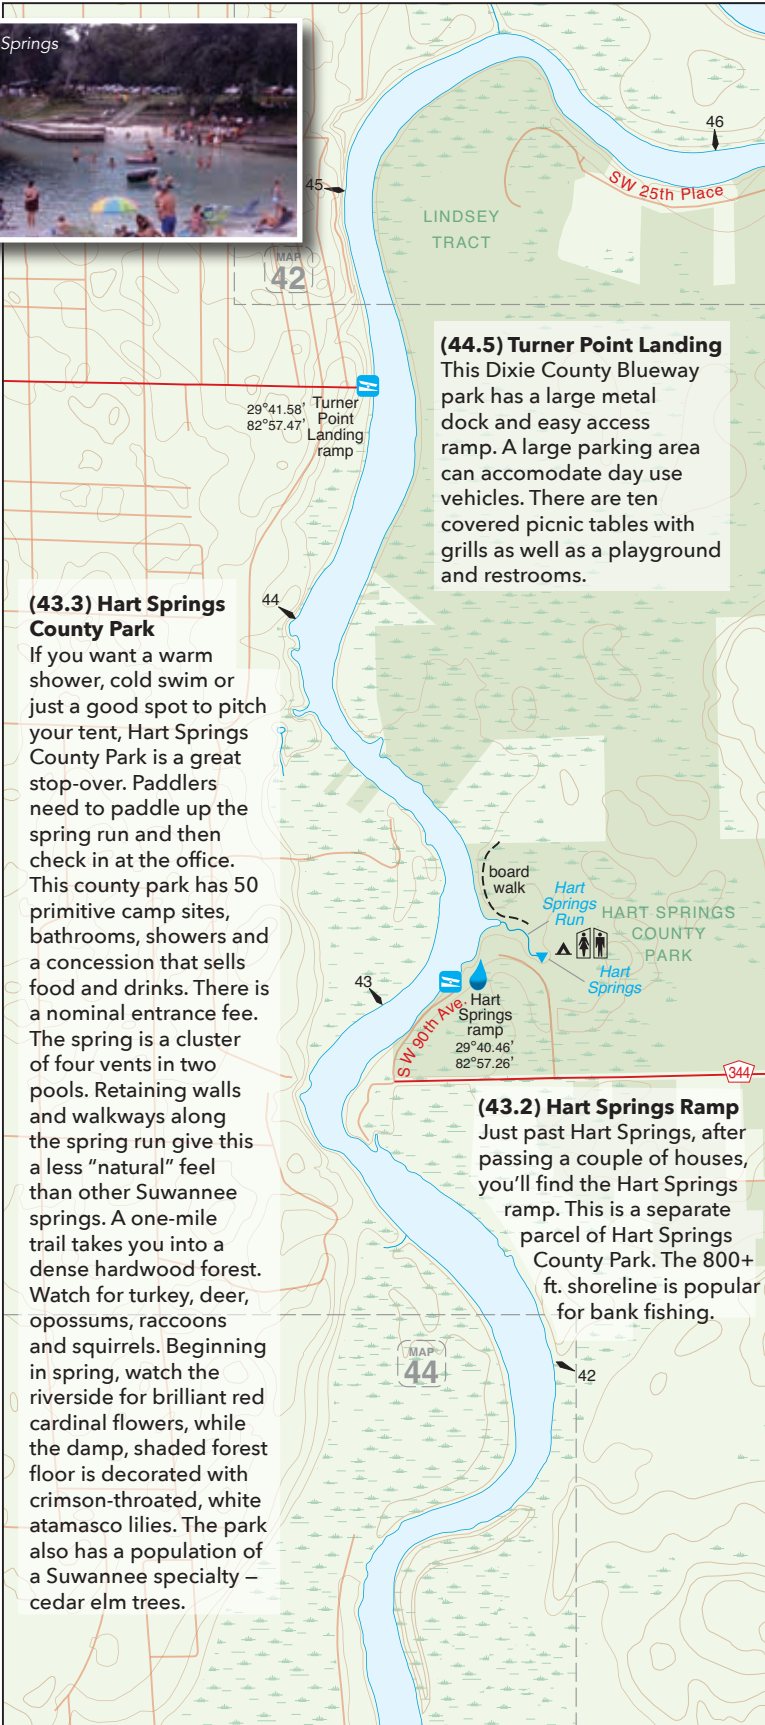 Springs
46
SW 25th Place
45
LINDSEY
TRACT
MAP
42
(44.5) Turner Point Landing
This Dixie County Blueway
park has a large metal
dock and easy access
ramp. A large parking area
can accomodate day use
vehicles. There are ten
covered picnic tables with
grills as well as a playground
and restrooms.
29°41.58'
82°57.47'
Turner
Point
Landing
ramp
44
(43.3) Hart Springs
County Park
If you want a warm
shower, cold swim or
just a good spot to pitch
your tent, Hart Springs
County Park is a great
stop-over. Paddlers
need to paddle up the
spring run and then
check in at the office.
This county park has 50
primitive camp sites,
bathrooms, showers and
a concession that sells
food and drinks. There is
a nominal entrance fee.
The spring is a cluster
of four vents in two
pools. Retaining walls
and walkways along
the spring run give this
a less “natural” feel
than other Suwannee
springs. A one-mile
trail takes you into a
dense hardwood forest.
Watch for turkey, deer,
opossums, raccoons
and squirrels. Beginning
in spring, watch the
riverside for brilliant red
cardinal flowers, while
the damp, shaded forest
floor is decorated with
crimson-throated, white
atamasco lilies. The park
also has a population of
a Suwannee specialty –
cedar elm trees.
board
walk
Hart
Springs
Run
HART SPRINGS
COUNTY
PARK
Hart
Springs
43
Hart
Springs
ramp
29°40.46'
82°57.26'
SW 90th Ave.
344
(43.2) Hart Springs Ramp
Just past Hart Springs, after
passing a couple of houses,
you’ll find the Hart Springs
ramp. This is a separate
parcel of Hart Springs
County Park. The 800+
ft. shoreline is popular
for bank fishing.
MAP
44
42